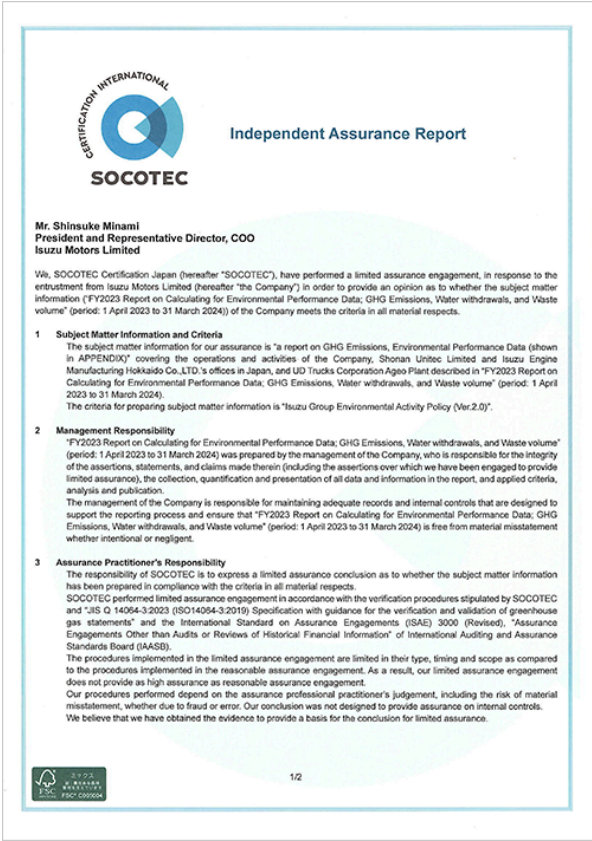 CERTIFICATION INTERNATIONAL
SOCOTEC
Independent Assurance Report
Mr. Shinsuke Minami
President and Representative Director, COO
Isuzu Motors Limited
We, SOCOTEC Certification Japan (hereafter "SOCOTEC"), have performed a limited assurance engagement, in response to the
entrustment from Isuzu Motors Limited (hereafter "the Company") in order to provide an opinion as to whether the subject matter
information ("FY2023 Report on Calculating for Environmental Performance Data; GHG Emissions, Water withdrawals, and Waste
volume" (period: 1 April 2023 to 31 March 2024)) of the Company meets the criteria in all material respects.
1 Subject Matter Information and Criteria
The subject matter information for our assurance is "a report on GHG Emissions, Environmental Performance Data (shown
in APPENDIX)" covering the operations and activities of the Company, Shonan Unitec Limited and Isuzu Engine
Manufacturing Hokkaido Co.,LTD.'s offices in Japan, and UD Trucks Corporation Ageo Plant described in "FY2023 Report on
Calculating for Environmental Performance Data; GHG Emissions, Water withdrawals, and Waste volume" (period: 1 April
2023 to 31 March 2024).
The criteria for preparing subject matter information is "Isuzu Group Environmental Activity Policy (Ver.2.0)".
2 Management Responsibility
"FY2023 Report on Calculating for Environmental Performance Data; GHG Emissions, Water withdrawals, and Waste volume"
(period: 1 April 2023 to 31 March 2024) was prepared by the management of the Company, who is responsible for the integrity
of the assertions, statements, and claims made therein (including the assertions over which we have been engaged to provide
limited assurance), the collection, quantification and presentation of all data and information in the report, and applied criteria,
analysis and publication.
The management of the Company is responsible for maintaining adequate records and internal controls that are designed to
support the reporting process and ensure that "FY2023 Report on Calculating for Environmental Performance Data; GHG
Emissions, Water withdrawals, and Waste volume" (period: 1 April 2023 to 31 March 2024) is free from material misstatement
whether intentional or negligent.
3 Assurance Practitioner's Responsibility
The responsibility of SOCOTEC is to express a limited assurance conclusion as to whether the subject matter information
has been prepared in compliance with the criteria in all material respects.
SOCOTEC performed limited assurance engagement in accordance with the verification procedures stipulated by SOCOTEC
and "JIS Q 14064-3:2023 (ISO14064-3:2019) Specification with guidance for the verification and validation of greenhouse
gas statements" and the International Standard on Assurance Engagements (ISAE) 3000 (Revised), "Assurance
Engagements Other than Audits or Reviews of Historical Financial Information" of International Auditing and Assurance
Standards Board (IAASB).
The procedures implemented in the limited assurance engagement are limited in their type, timing and scope as compared
to the procedures implemented in the reasonable assurance engagement. As a result, our limited assurance engagement
does not provide as high assurance as reasonable assurance engagement.
Our procedures performed depend on the assurance professional practitioner's judgement, including the risk of material
misstatement, whether due to fraud or error. Our conclusion was not designed to provide assurance on internal controls.
We believe that we have obtained the evidence to provide a basis for the conclusion for limited assurance.
1/2
ミックス
FSC
FSC® C000004